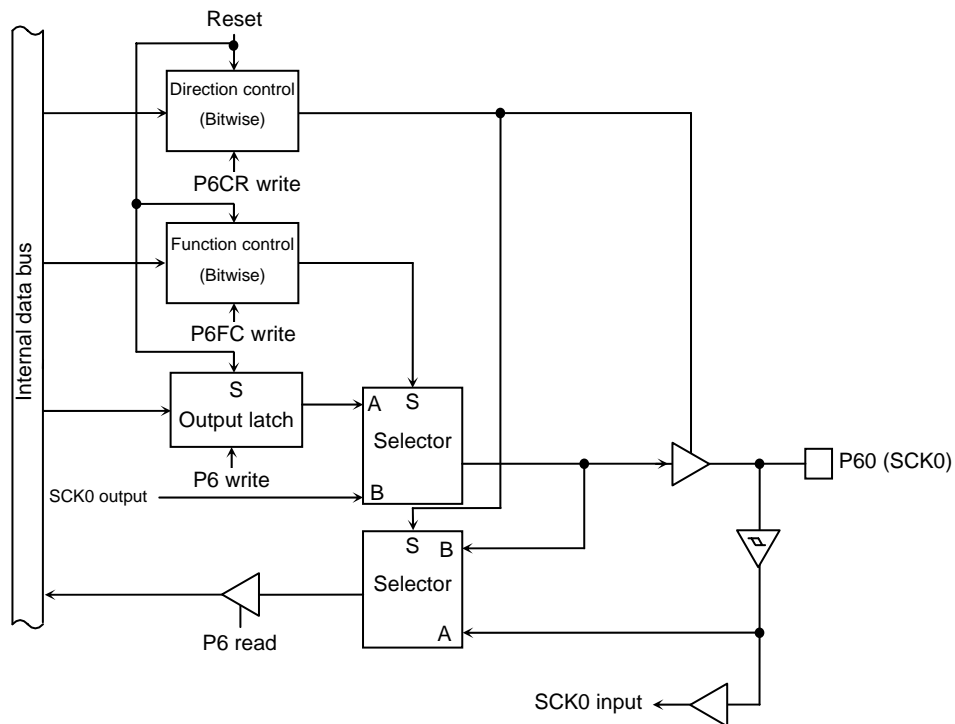 Reset
Direction control
(Bitwise)
P6CR write
Internal data bus
Function control
(Bitwise)
P6FC write
S
Output latch
P6 write
A
S
Selector
B
SCK0 output
P60 (SCK0)
S
B
Selector
A
P6 read
SCK0 input